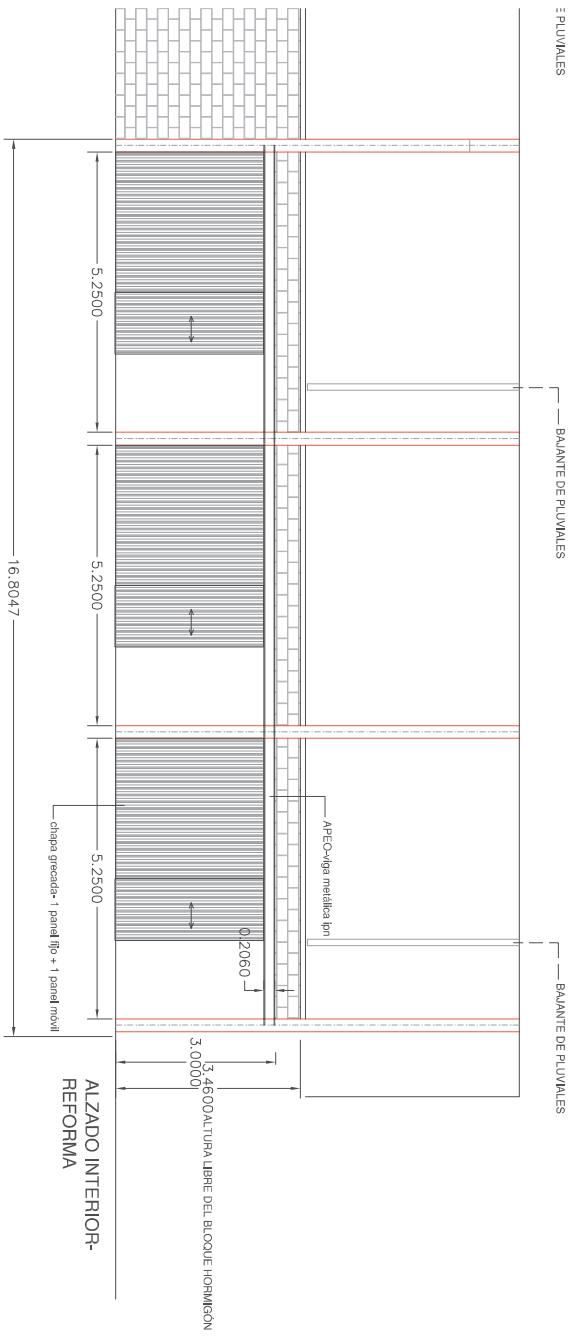 E PLUVIALES
BAJANTE DE PLUVIALES
BAJANTE DE PLUVIALES
APEO-viga metálica ipn
0.2060
3.4600 ALTURA LIBRE DEL BLOQUE HORMIGÓN
3.0000
5.2500
5.2500
5.2500
chapa grecada- 1 panel fijo + 1 panel móvil
16.8047
ALZADO INTERIOR-
REFORMA